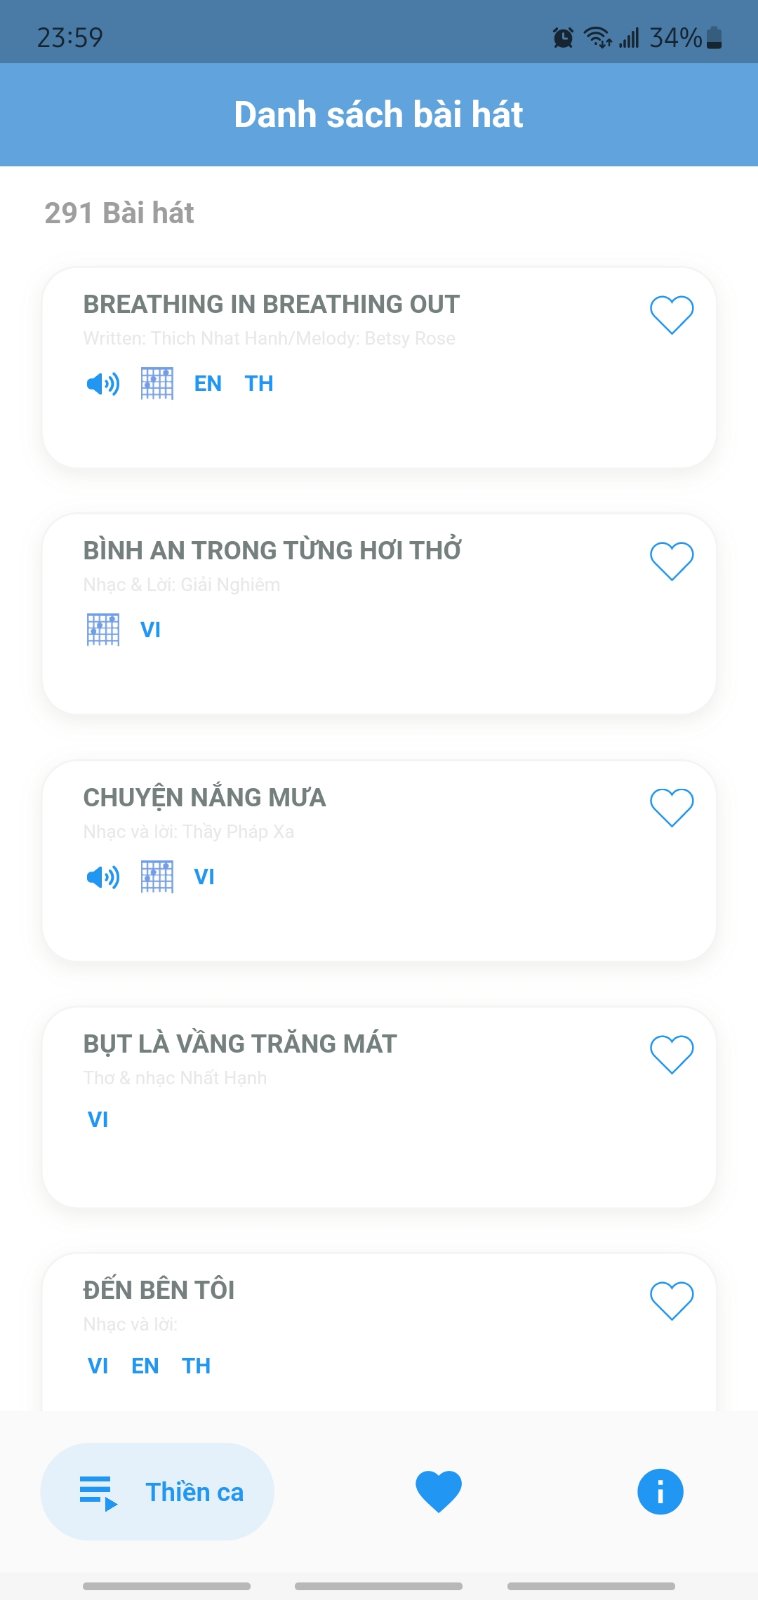 23:59 34%
Danh sách bài hát
291 Bài hát
BREATHING IN BREATHING OUT
Written: Thich Nhat Hanh/Melody: Betsy Rose
EN TH
BÌNH AN TRONG TỪNG HƠI THỞ
Nhạc & Lời: Giải Nghiêm
VI
CHUYỆN NẮNG MƯA
Nhạc và lời: Thầy Pháp Xa
VI
BỤT LÀ VẦNG TRĂNG MÁT
Thơ & nhạc Nhất Hạnh
VI
ĐẾN BÊN TÔI
Nhạc và lời:
VI EN TH
Thiền ca